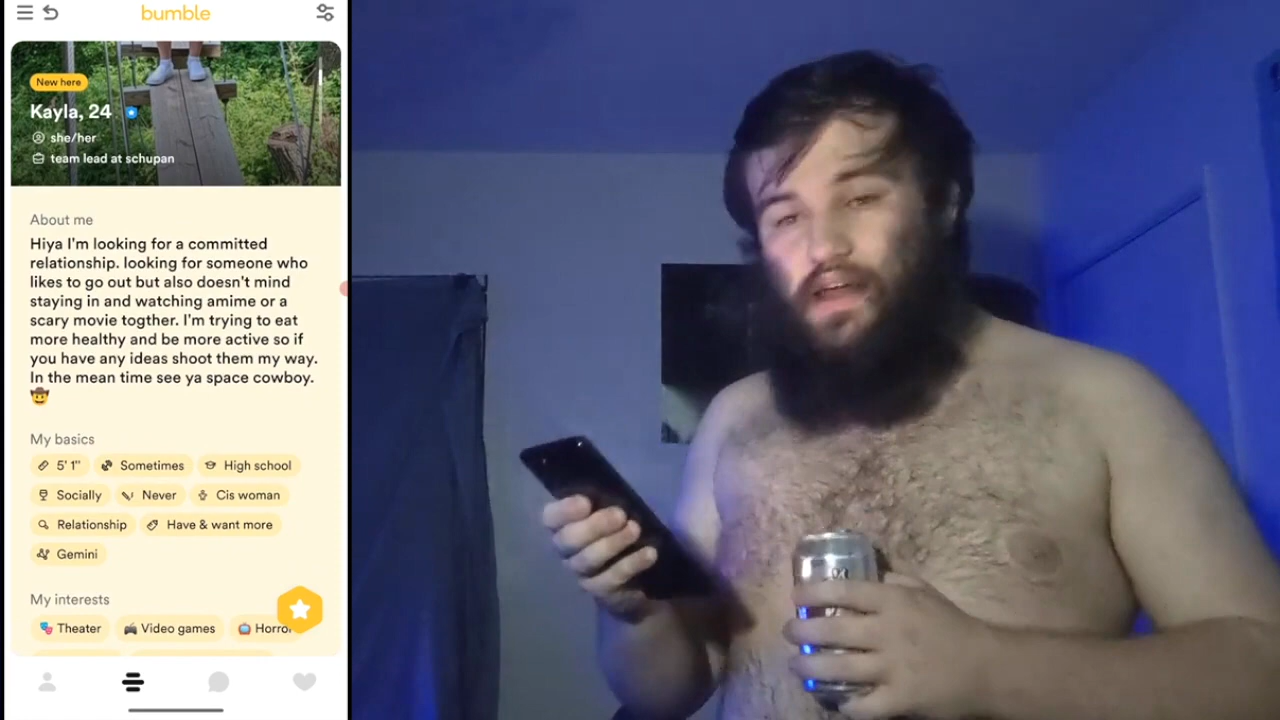 bumble
New here
Kayla, 24
she/her
team lead at schupan
About me
Hiya I'm looking for a committed
relationship. looking for someone who
likes to go out but also doesn't mind
staying in and watching amime or a
scary movie togther. I'm trying to eat
more healthy and be more active so if
you have any ideas shoot them my way.
In the mean time see ya space cowboy.
🤠
My basics
5' 1" Sometimes High school
Socially Never Cis woman
Relationship Have & want more
Gemini
My interests
Theater Video games Horro